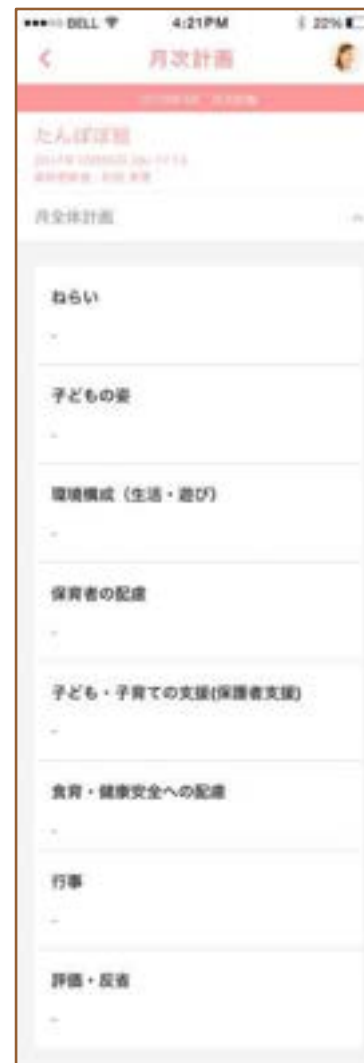 BELL 4:21PM 22%
月次計画
たんぽぽ組
月全体計画
ねらい
-
子どもの姿
-
環境構成（生活・遊び）
-
保育者の配慮
-
子ども・子育ての支援(保護者支援)
-
食育・健康安全への配慮
-
行事
-
評価・反省
-